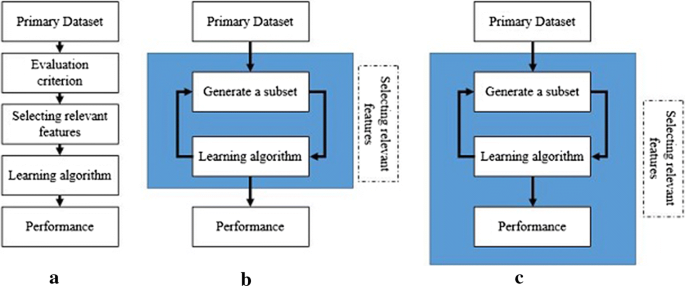 Primary Dataset
Evaluation
criterion
Selecting relevant
features
Learning algorithm
Performance
a
Primary Dataset
Generate a subset
Learning algorithm
Performance
Selecting relevant
features
b
Primary Dataset
Generate a subset
Learning algorithm
Performance
Selecting relevant
features
c